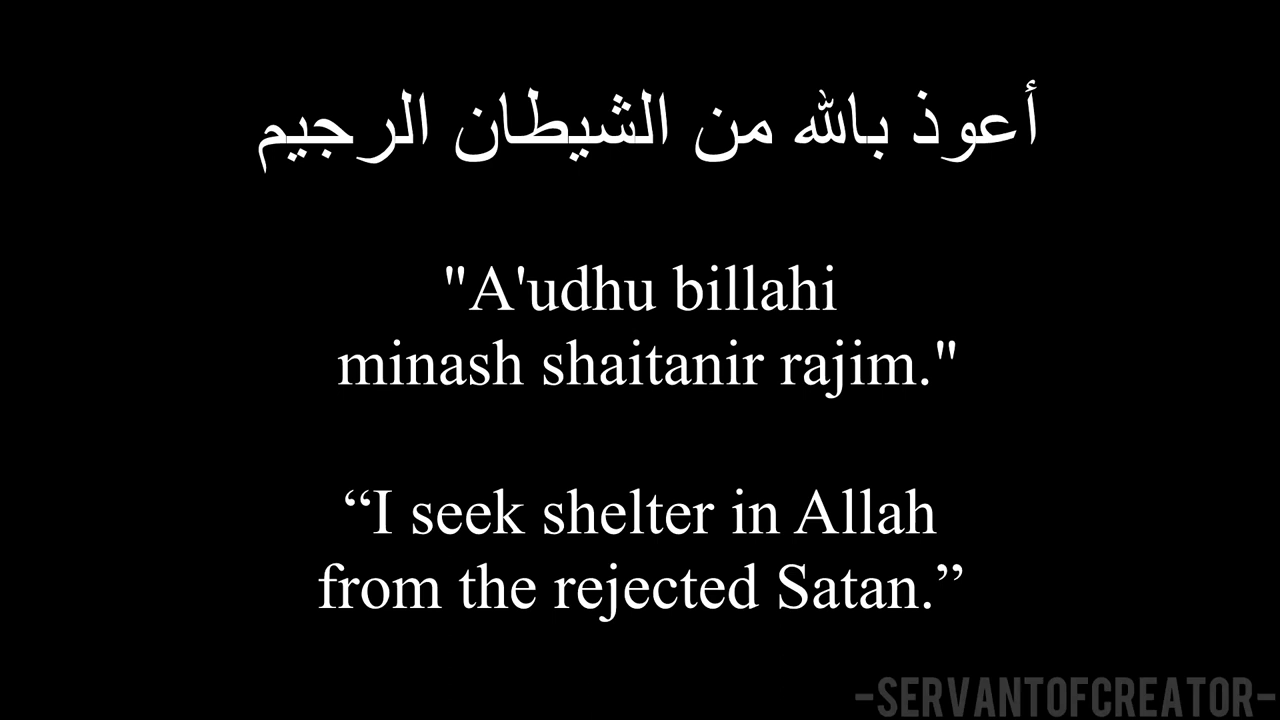 أعوذ بالله من الشيطان الرجيم
"A'udhu billahi
minash shaitanir rajim."
“I seek shelter in Allah
from the rejected Satan.”
-SERVANTOFCREATOR-